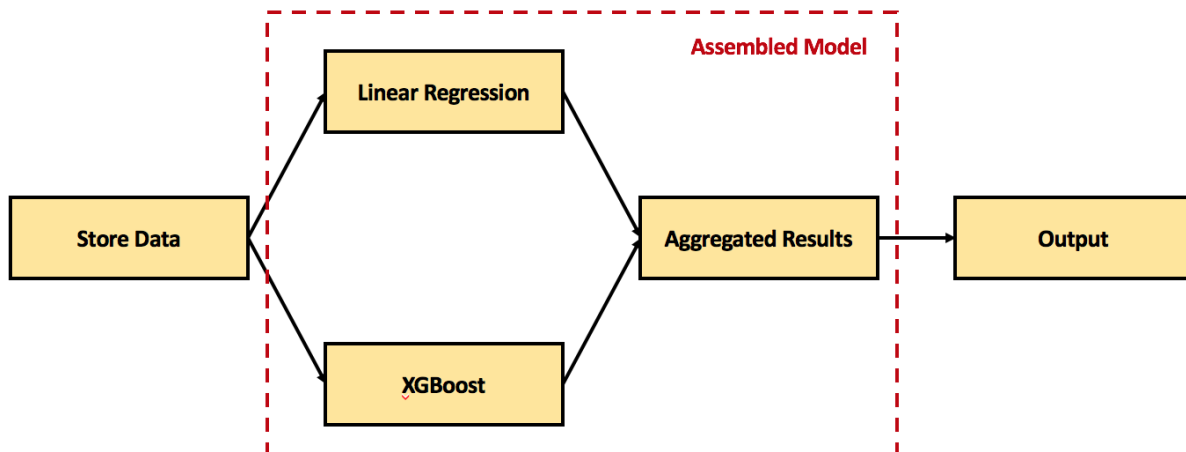 Assembled Model
Linear Regression
Store Data
Aggregated Results
Output
XGBoost